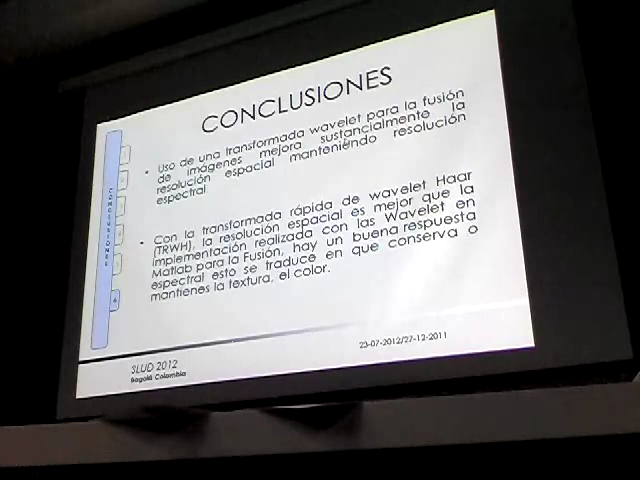 CONCLUSIONES
Uso de una transformada wavelet para la fusión
de imágenes mejora sustancialmente la
resolución espacial manteniendo resolución
espectral
Con la transformada rápida de wavelet Haar
(TRWH), la resolución espacial es mejor que la
implementación realizada con las Wavelet en
Matlab para la Fusión, hay un buena respuesta
espectral esto se traduce en que conserva o
mantienes la textura, el color.
CONCLUSIONES
6
23-07-2012/27-12-2011
SLUD 2012
Bogotá Colombia